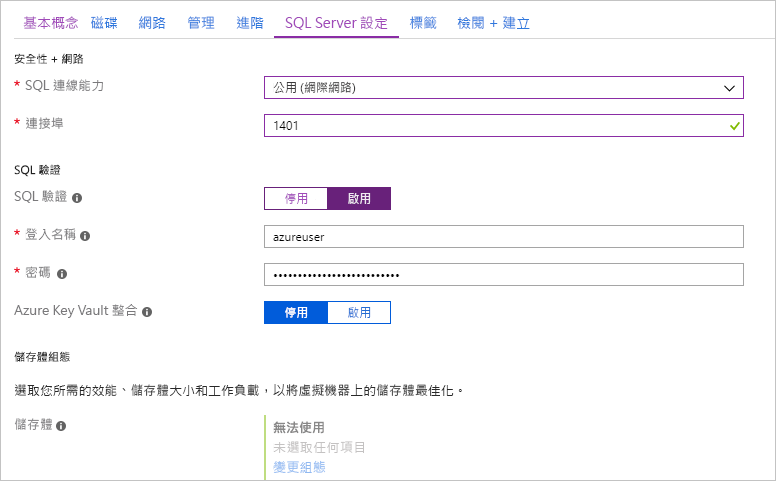 基本概念 磁碟 網路 管理 進階 SQL Server 設定 標籤 檢閱 + 建立
安全性 + 網路
* SQL 連線能力 公用 (網際網路)
* 連接埠 1401
SQL 驗證
SQL 驗證 停用 啟用
* 登入名稱 azureuser
* 密碼 ••••••••••••••••••••••••••
Azure Key Vault 整合 停用 啟用
儲存體組態
選取您所需的效能、儲存體大小和工作負載，以將虛擬機器上的儲存體最佳化。
儲存體 無法使用
未選取任何項目
變更組態